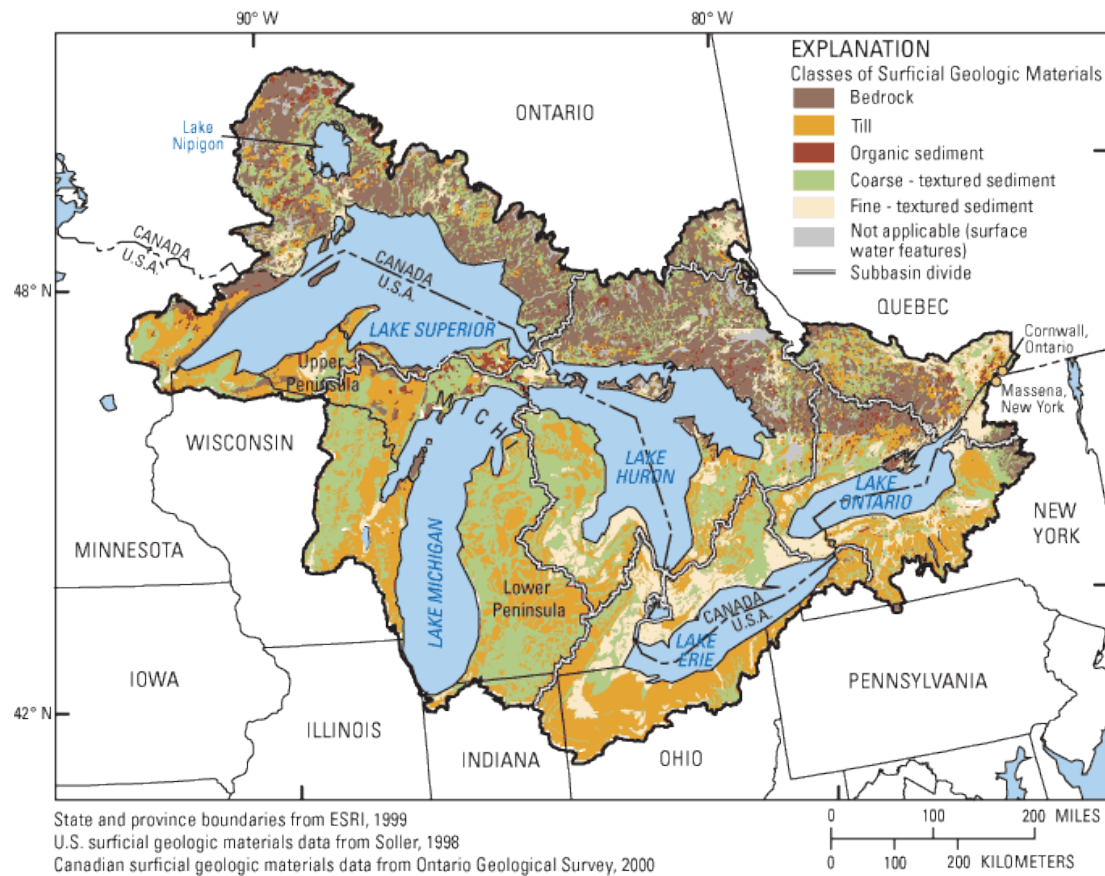 90° W
80° W
EXPLANATION
Classes of Surficial Geologic Materials
Bedrock
Till
Organic sediment
Coarse - textured sediment
Fine - textured sediment
Not applicable (surface
water features)
Subbasin divide
ONTARIO
Lake
Nipigon
CANADA
U.S.A.
48° N
CANADA
U.S.A.
QUEBEC
LAKE SUPERIOR
Cornwall,
Ontario
Upper
Peninsula
Massena,
New York
MICHI
WISCONSIN
LAKE
HURON
LAKE
ONTARIO
NEW
YORK
MINNESOTA
LAKE MICHIGAN
Lower
Peninsula
CANADA
U.S.A.
LAKE
ERIE
IOWA
PENNSYLVANIA
42° N
ILLINOIS
INDIANA
OHIO
State and province boundaries from ESRI, 1999
U.S. surficial geologic materials data from Soller, 1998
Canadian surficial geologic materials data from Ontario Geological Survey, 2000
0 100 200 MILES
0 100 200 KILOMETERS